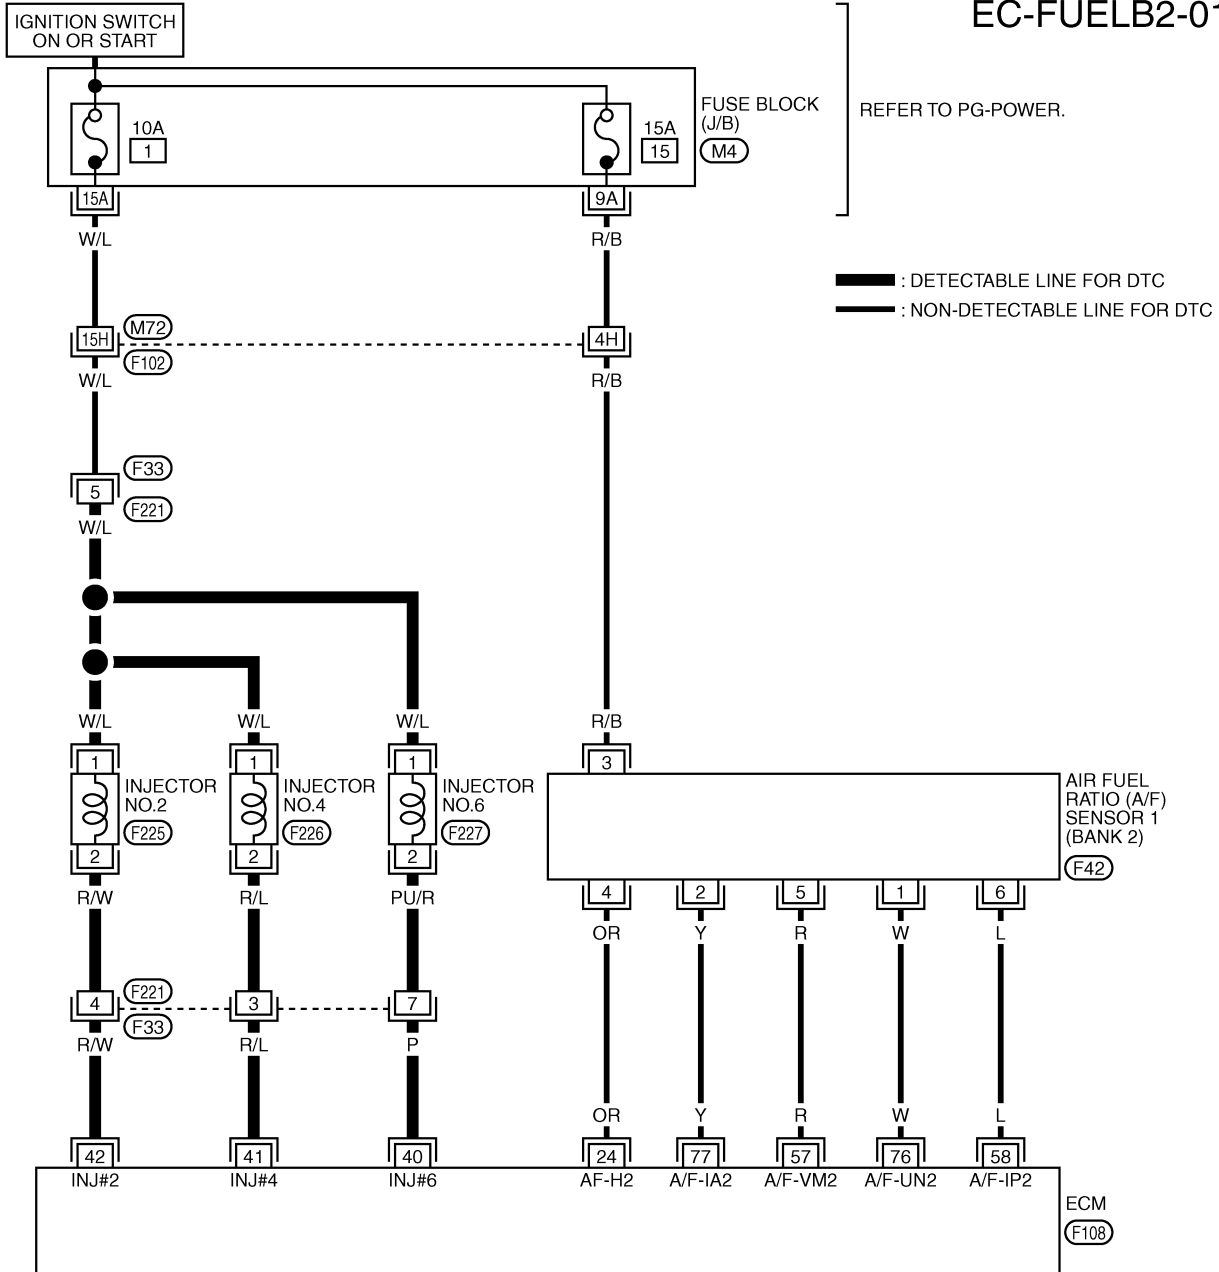 EC-FUELB2-01
IGNITION SWITCH
ON OR START
10A
1
15A
15
FUSE BLOCK
(J/B)
M4
REFER TO PG-POWER.
15A
9A
W/L
R/B
: DETECTABLE LINE FOR DTC
: NON-DETECTABLE LINE FOR DTC
15H
M72
F102
4H
W/L
R/B
F33
5
F221
W/L
W/L
W/L
W/L
R/B
1
1
1
3
INJECTOR
NO.2
F225
INJECTOR
NO.4
F226
INJECTOR
NO.6
F227
AIR FUEL
RATIO (A/F)
SENSOR 1
(BANK 2)
F42
2
2
2
4
2
5
1
6
R/W
R/L
PU/R
OR
Y
R
W
L
4
F221
F33
3
7
R/W
R/L
P
OR
Y
R
W
L
42
41
40
24
77
57
76
58
INJ#2
INJ#4
INJ#6
AF-H2
A/F-IA2
A/F-VM2
A/F-UN2
A/F-IP2
ECM
F108